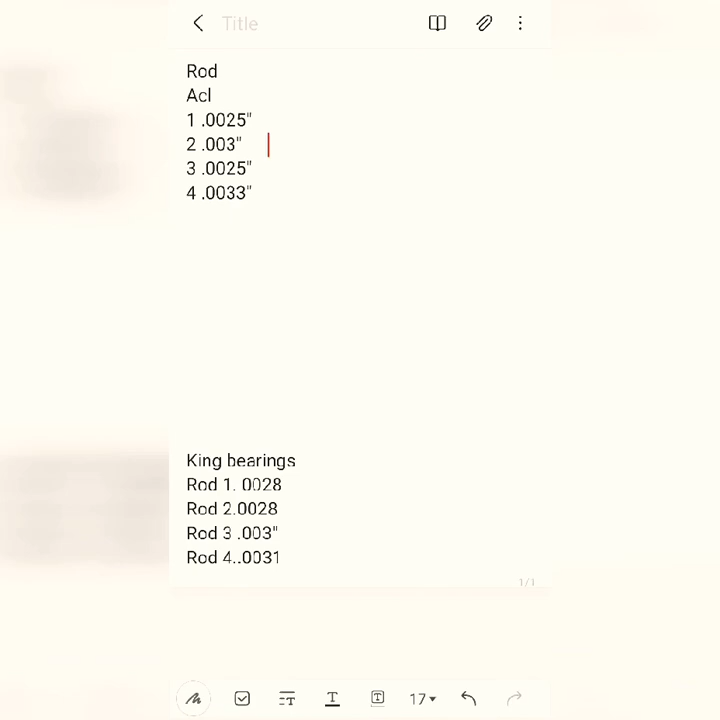 Title
Rod
Acl
1 .0025"
2 .003"
3 .0025"
4 .0033"
King bearings
Rod 1. 0028
Rod 2.0028
Rod 3 .003"
Rod 4..0031
1/1
17